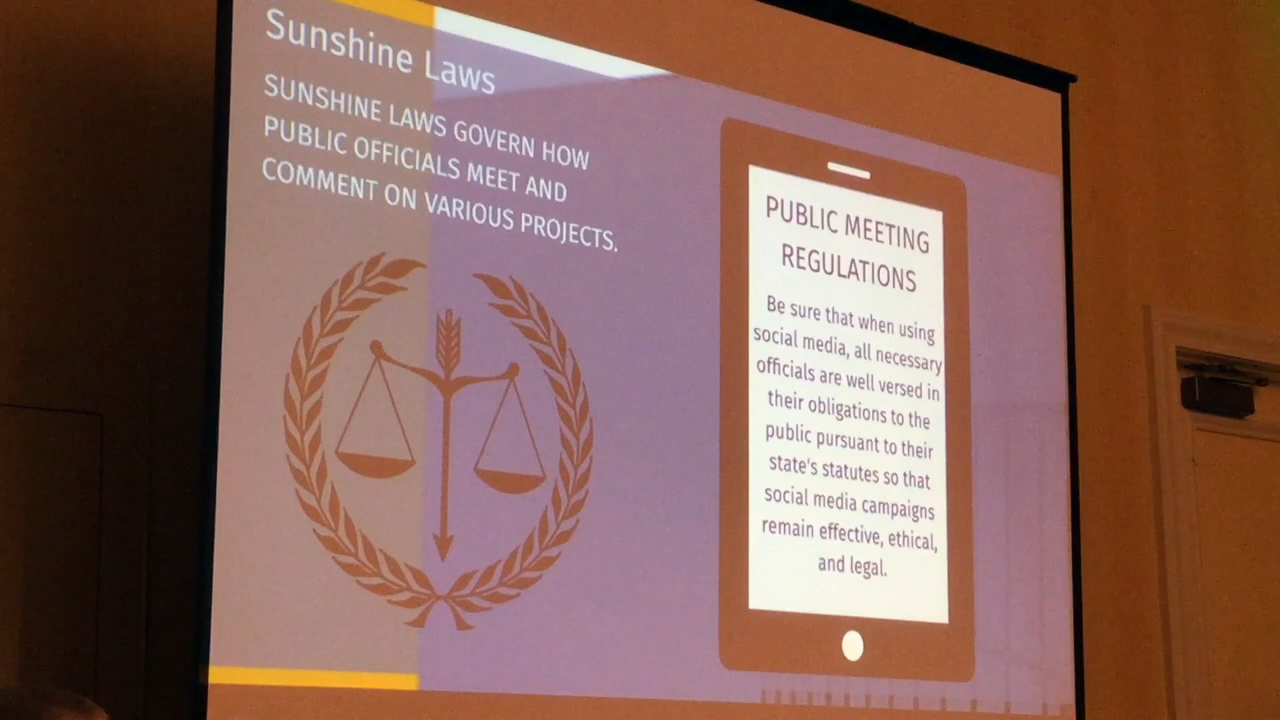 Sunshine Laws
SUNSHINE LAWS GOVERN HOW
PUBLIC OFFICIALS MEET AND
COMMENT ON VARIOUS PROJECTS.
PUBLIC MEETING
REGULATIONS
Be sure that when using
social media, all necessary
officials are well versed in
their obligations to the
public pursuant to their
state's statutes so that
social media campaigns
remain effective, ethical,
and legal.